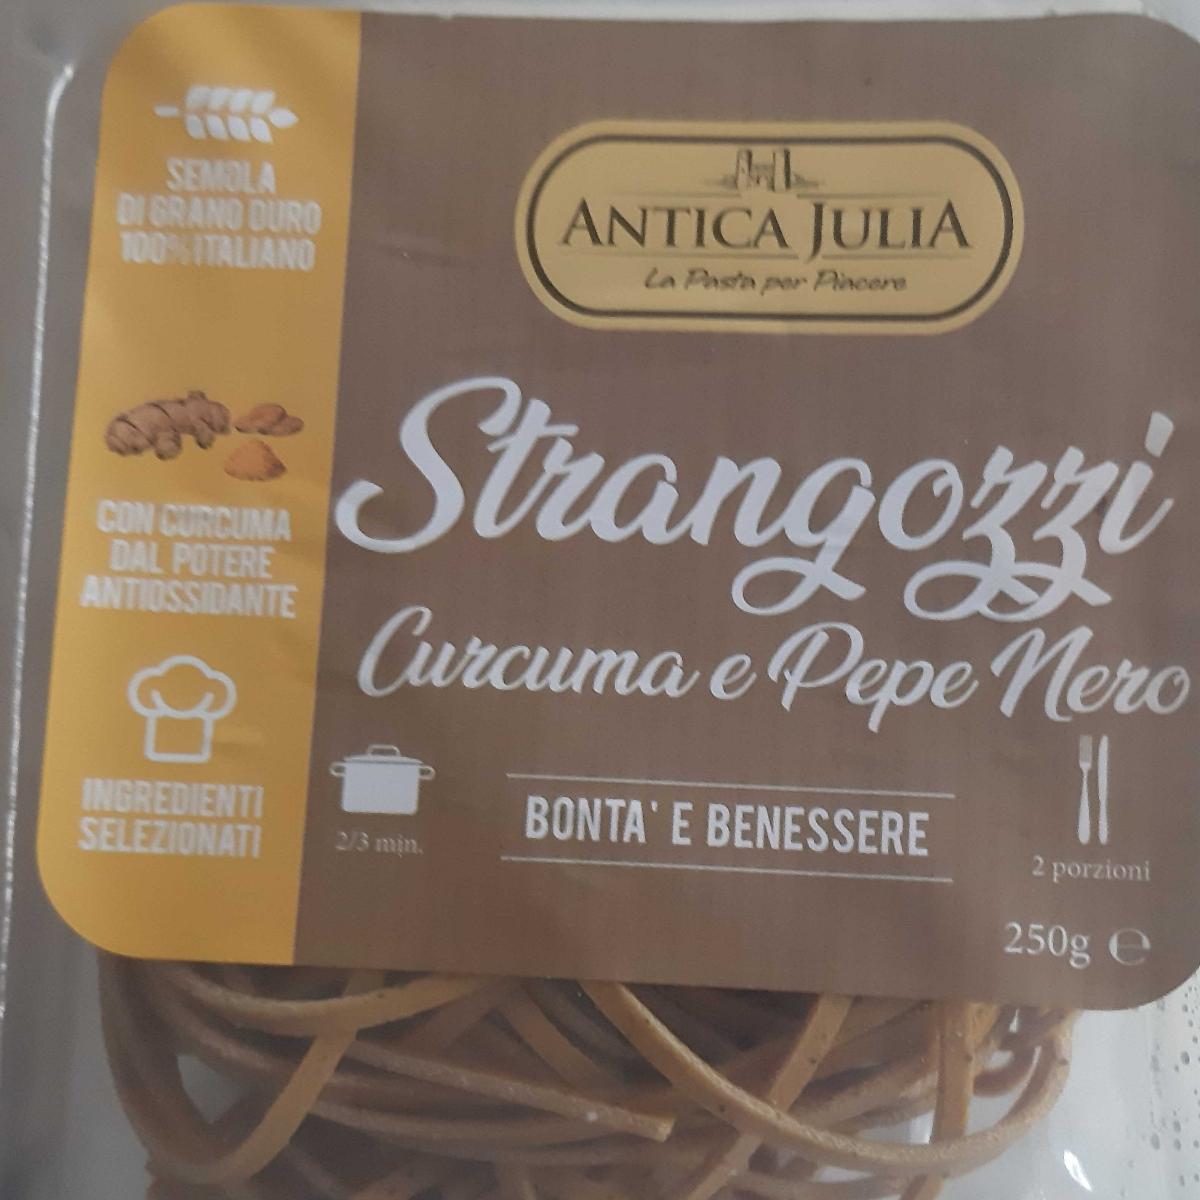 SEMOLA
DI GRANO DURO
100% ITALIANO
CON CURCUMA
DAL POTERE
ANTIOSSIDANTE
INGREDIENTI
SELEZIONATI
ANTICA JULIA
La Pasta per Piacere
Strangozzi
Curcuma e Pepe Nero
2/3 min.
BONTA' E BENESSERE
2 porzioni
250g ℮